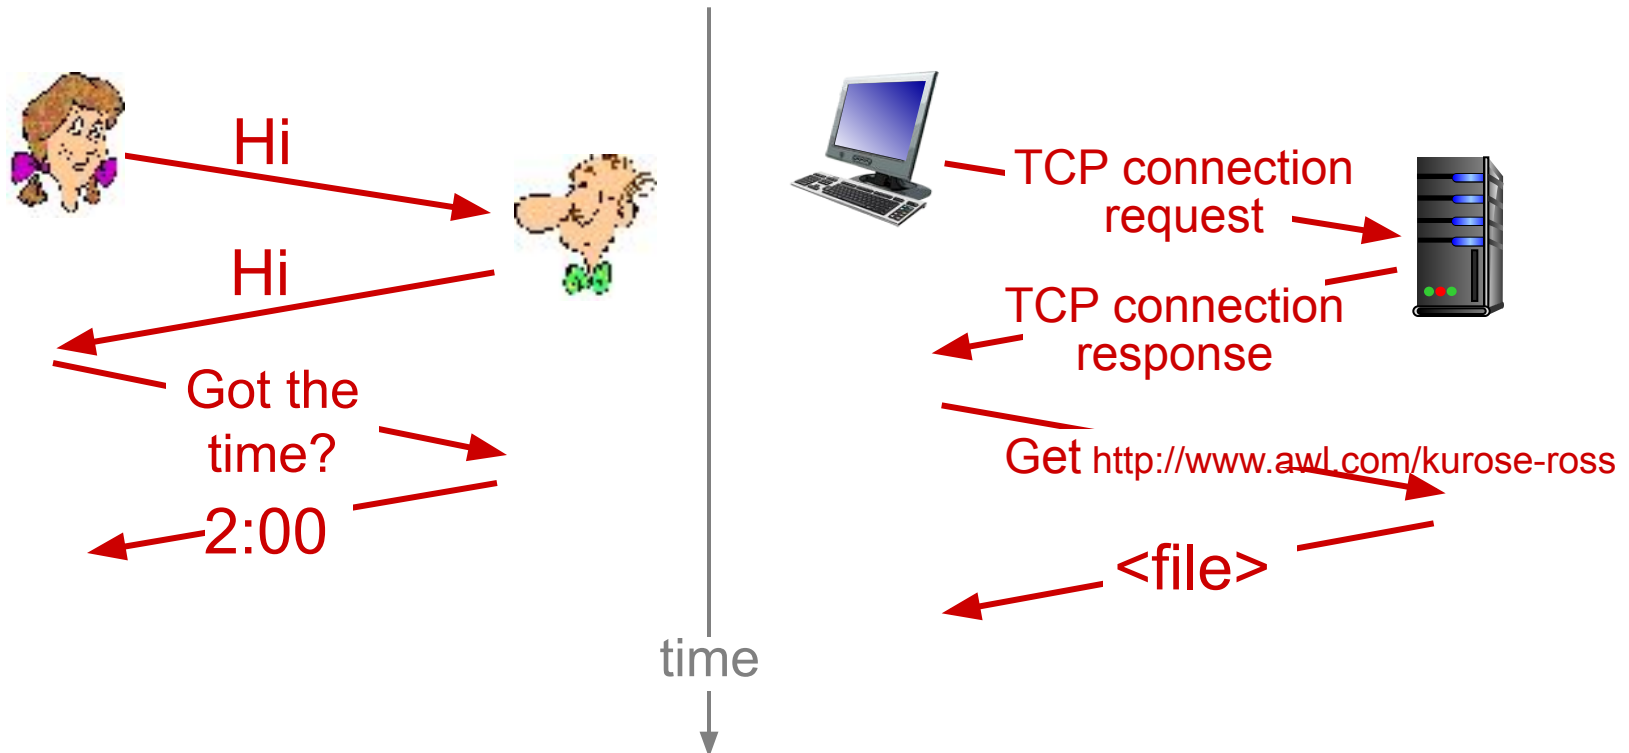 Hi
Hi
Got the
time?
2:00
time
TCP connection
request
TCP connection
response
Get http://www.awl.com/kurose-ross
<file>